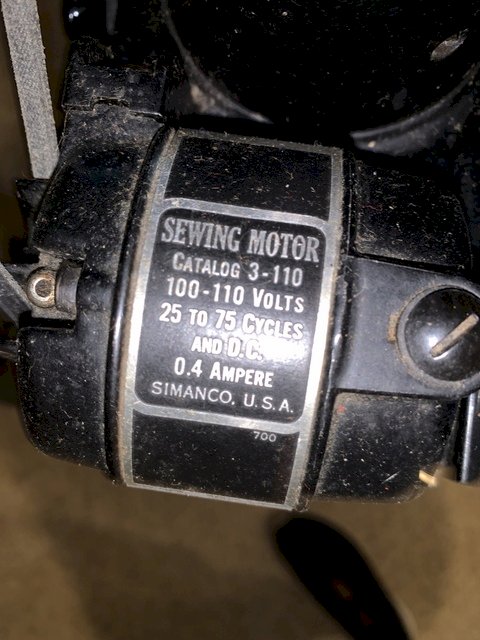 SEWING MOTOR
CATALOG 3-110
100-110 VOLTS
25 TO 75 CYCLES
AND D.C.
0.4 AMPERE
SIMANCO, U.S.A.
700